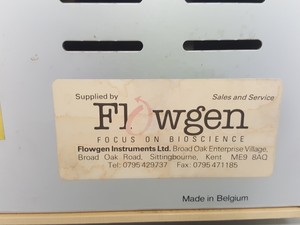 Supplied by Sales and Service
Flowgen
FOCUS ON BIOSCIENCE
Flowgen Instruments Ltd. Broad Oak Enterprise Village,
Broad Oak Road, Sittingbourne, Kent ME9 8AQ
Tel: 0795 429737 Fax: 0795 471185
Made in Belgium